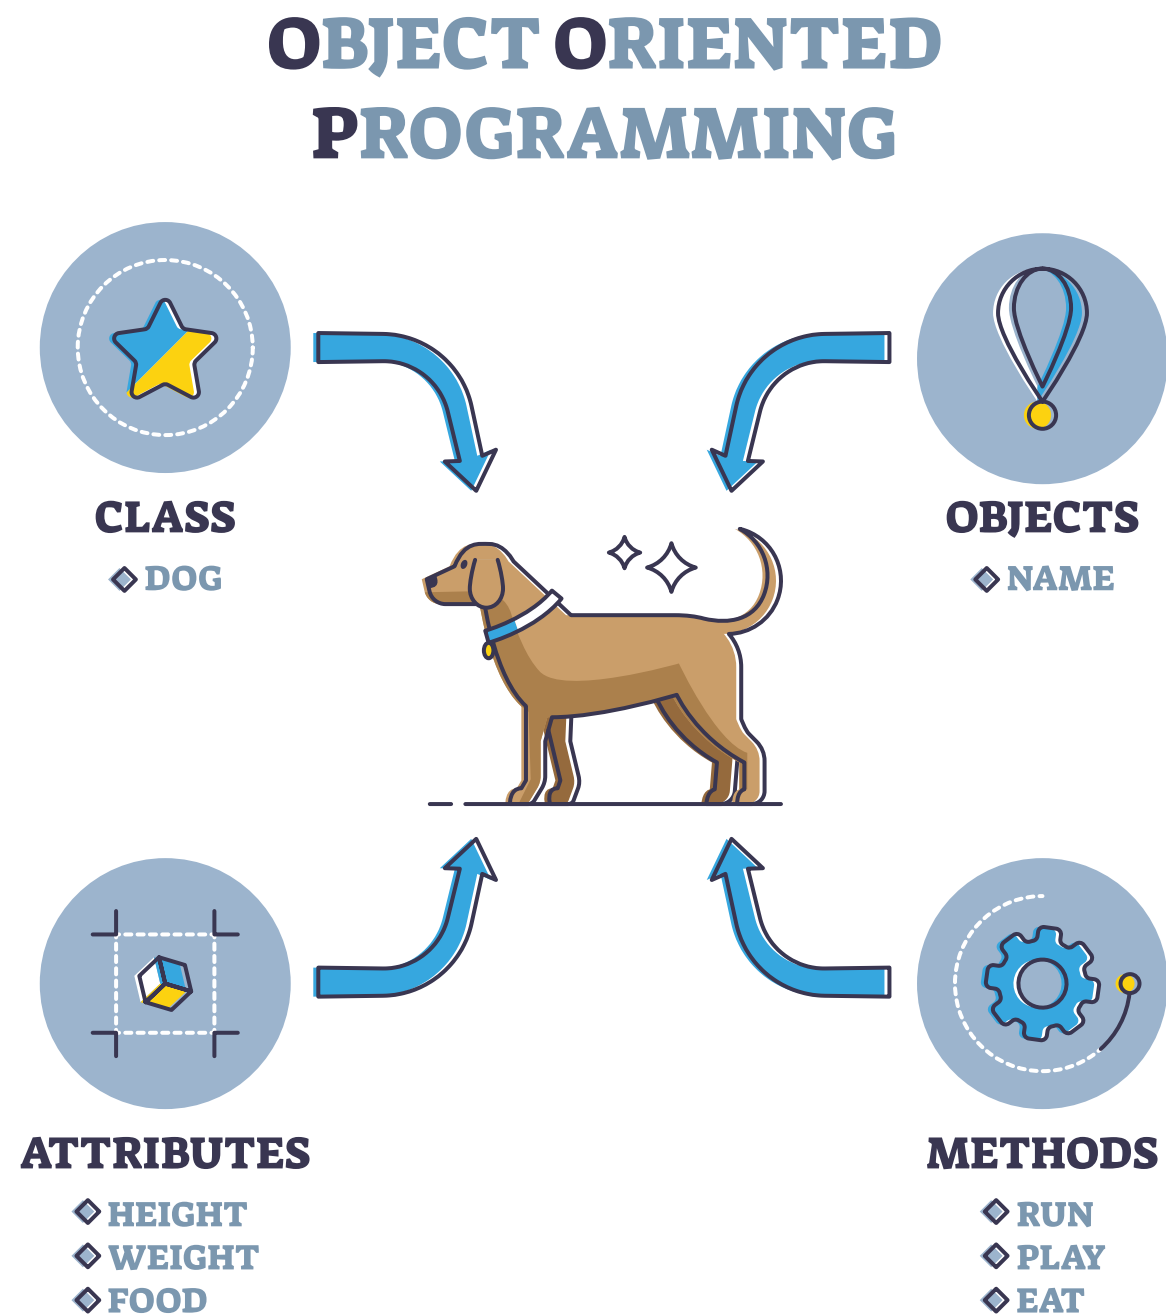 OBJECT ORIENTED
PROGRAMMING
CLASS
DOG
OBJECTS
NAME
ATTRIBUTES
HEIGHT
WEIGHT
FOOD
METHODS
RUN
PLAY
EAT